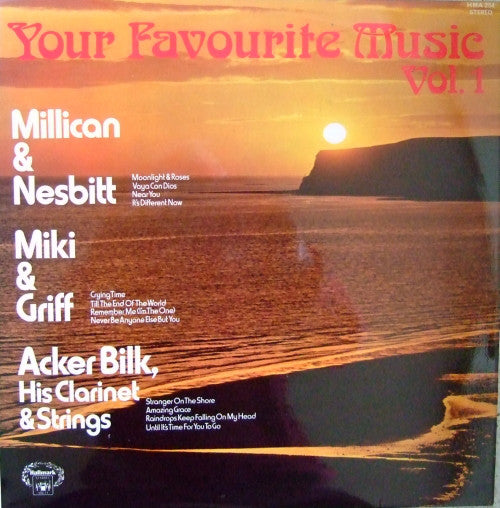 HMA 254
STEREO
Your Favourite Music
Vol. 1
Millican
&
Nesbitt
Moonlight & Roses
Vaya Con Dios
Near You
It's Different Now
Miki
&
Griff
Crying Time
Till The End Of The World
Remember Me (I'm The One)
Never Be Anyone Else But You
Acker Bilk,
His Clarinet
& Strings
Stranger On The Shore
Amazing Grace
Raindrops Keep Falling On My Head
Until It's Time For You To Go
Hallmark